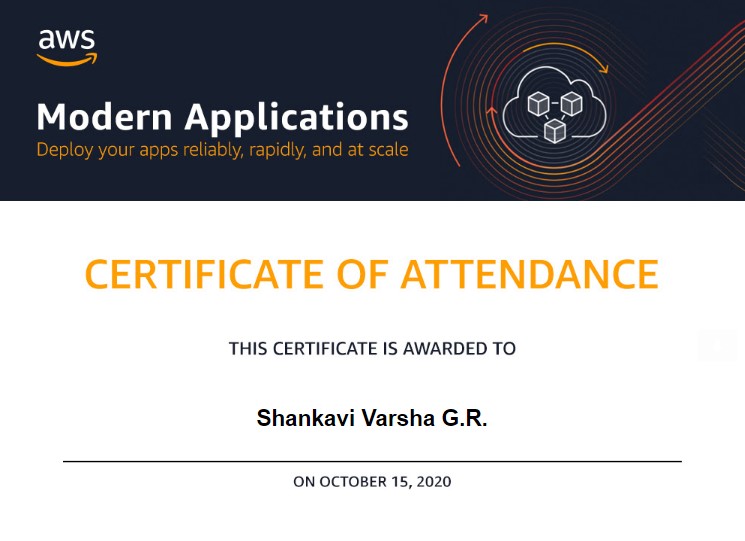 aws
Modern Applications
Deploy your apps reliably, rapidly, and at scale
CERTIFICATE OF ATTENDANCE
THIS CERTIFICATE IS AWARDED TO
Shankavi Varsha G.R.
ON OCTOBER 15, 2020